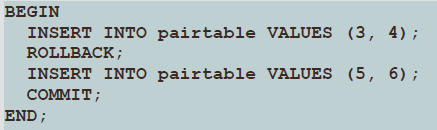 BEGIN
INSERT INTO pairtable VALUES (3, 4);
ROLLBACK;
INSERT INTO pairtable VALUES (5, 6);
COMMIT;
END;